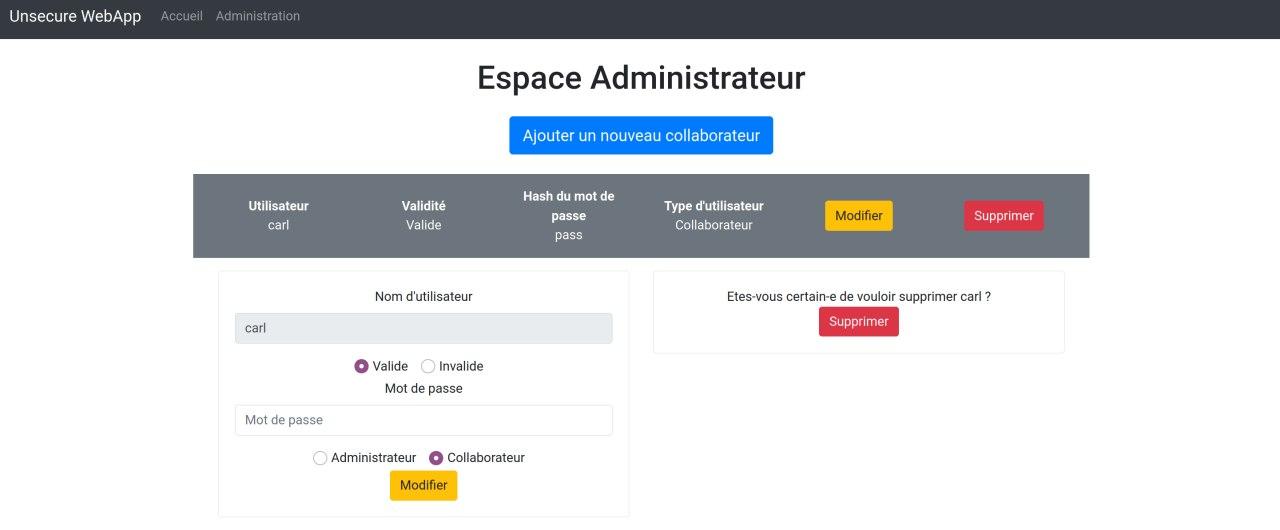 Unsecure WebApp Accueil Administration
Espace Administrateur
Ajouter un nouveau collaborateur
Utilisateur
carl
Validité
Valide
Hash du mot de
passe
pass
Type d'utilisateur
Collaborateur
Modifier
Supprimer
Nom d'utilisateur
carl
Valide Invalide
Mot de passe
Mot de passe
Administrateur Collaborateur
Modifier
Etes-vous certain-e de vouloir supprimer carl ?
Supprimer